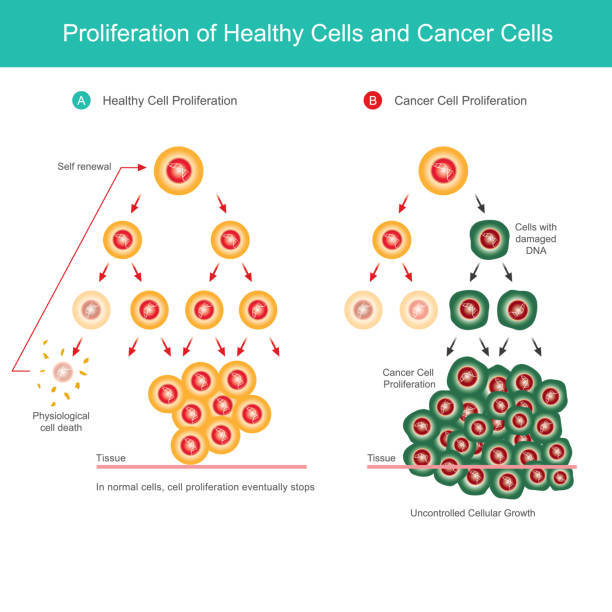 Proliferation of Healthy Cells and Cancer Cells
A Healthy Cell Proliferation
Self renewal
Physiological
cell death
Tissue
In normal cells, cell proliferation eventually stops
B Cancer Cell Proliferation
Cells with
damaged
DNA
Cancer Cell
Proliferation
Tissue
Uncontrolled Cellular Growth